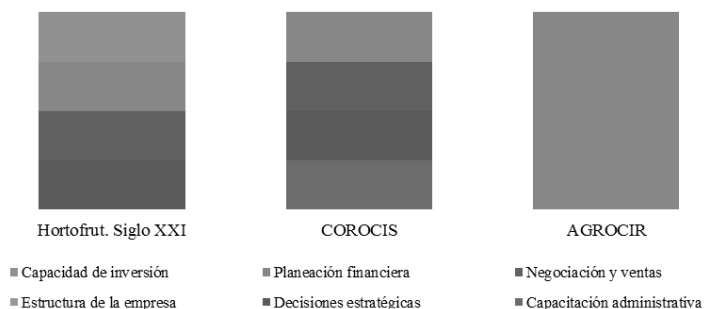 Hortofrut. Siglo XXI COROCIS AGROCIR
Capacidad de inversión Planeación financiera Negociación y ventas
Estructura de la empresa Decisiones estratégicas Capacitación administrativa